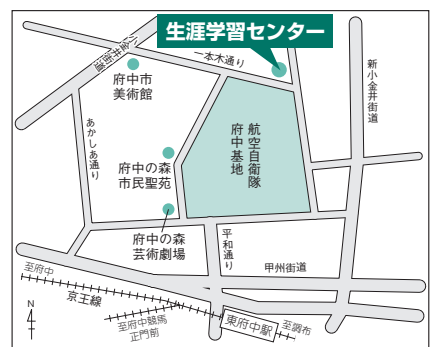 生涯学習センター
小金井街道
一本木通り
府中市
美術館
新小金井街道
あかしあ通り
航空自衛隊
府中基地
府中の森
市民聖苑
府中の森
芸術劇場
平和通り
甲州街道
至府中
京王線
N
至府中競馬
正門前
東府中駅
至調布